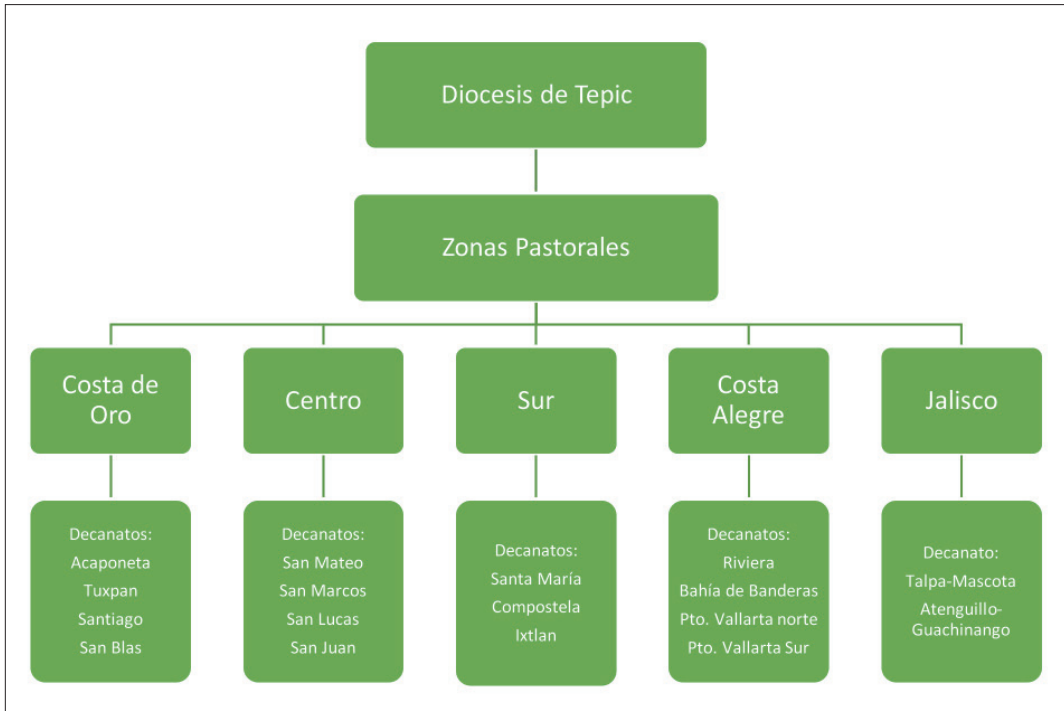 Diocesis de Tepic
Zonas Pastorales
Costa de
Oro
Centro
Sur
Costa
Alegre
Jalisco
Decanatos:
Acaponeta
Tuxpan
Santiago
San Blas
Decanatos:
San Mateo
San Marcos
San Lucas
San Juan
Decanatos:
Santa María
Compostela
Ixtlan
Decanatos:
Riviera
Bahía de Banderas
Pto. Vallarta norte
Pto. Vallarta Sur
Decanato:
Talpa-Mascota
Atenguillo-
Guachinango